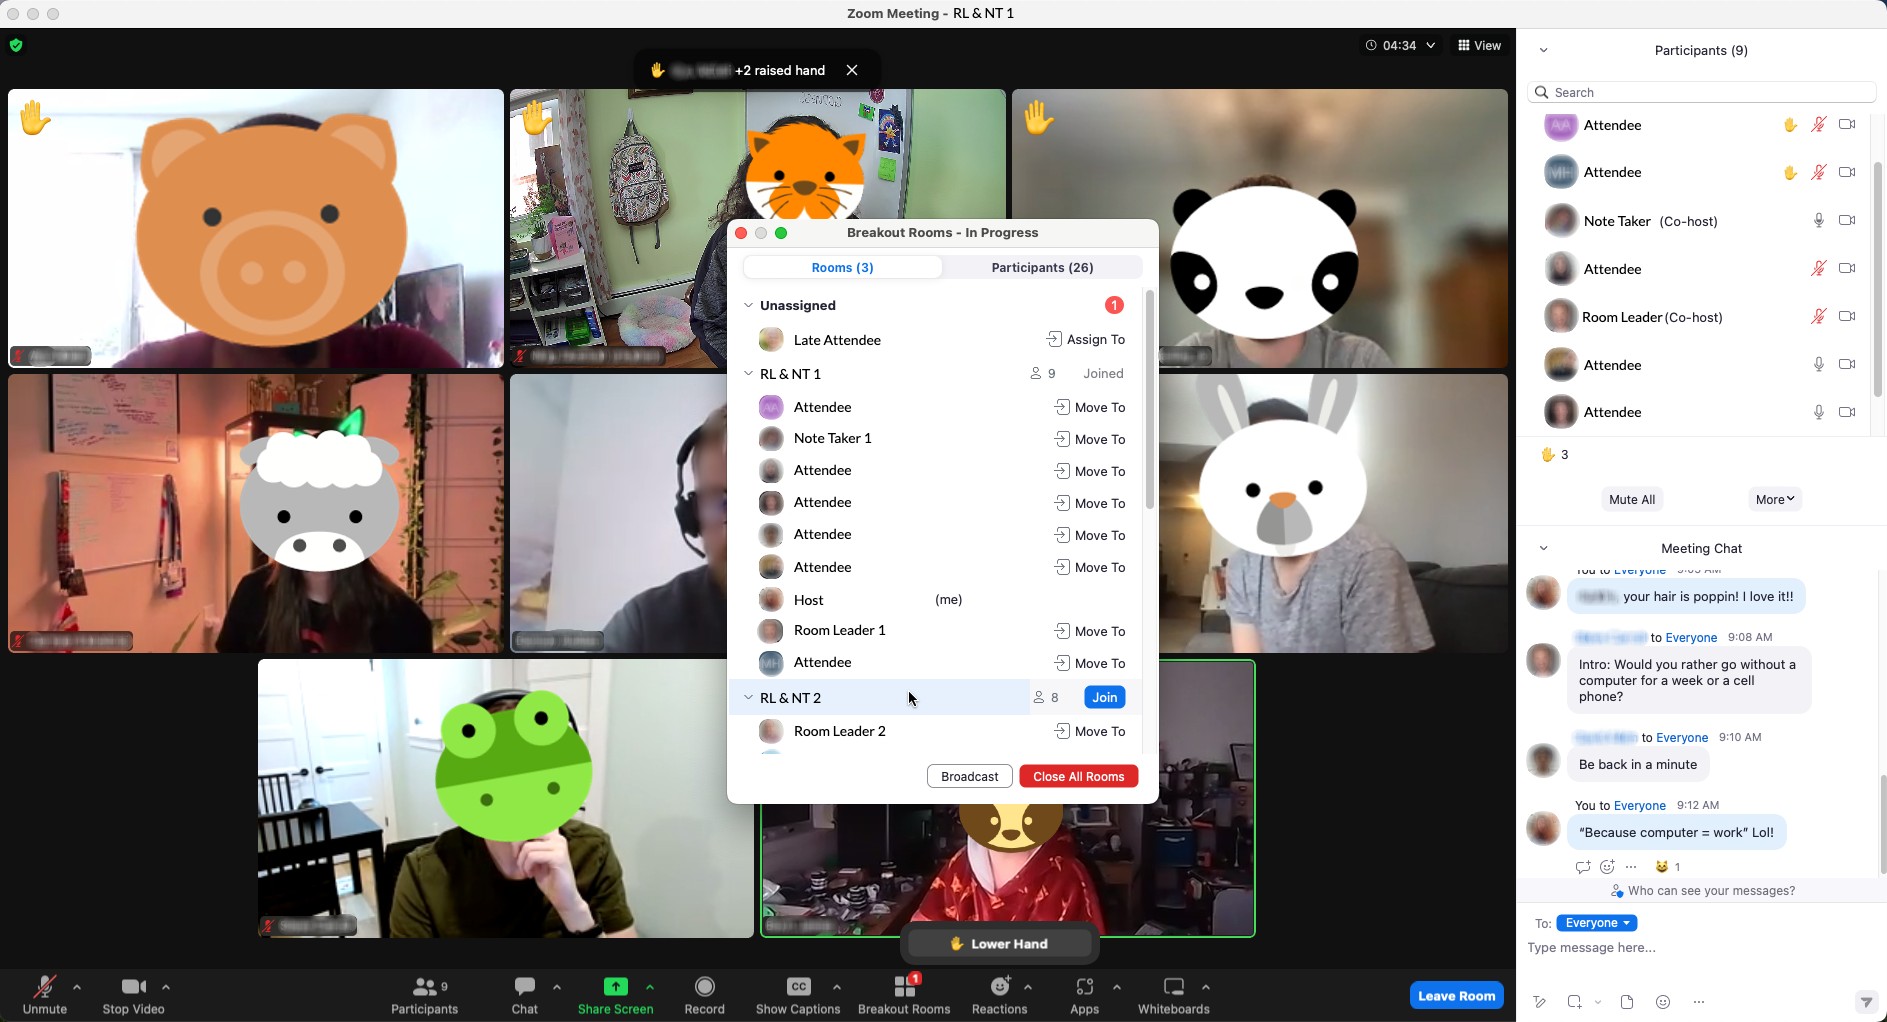 Zoom Meeting - RL & NT 1
04:34
View
+2 raised hand
Participants (9)
Search
AA Attendee
MH Attendee
Note Taker (Co-host)
Attendee
Room Leader (Co-host)
Attendee
Attendee
3
Mute All
More
Breakout Rooms - In Progress
Rooms (3)
Participants (26)
Unassigned
1
Late Attendee
Assign To
RL & NT 1
9
Joined
AA Attendee
Move To
Note Taker 1
Move To
Attendee
Move To
Attendee
Move To
Attendee
Move To
Attendee
Move To
Host
(me)
Room Leader 1
Move To
MH Attendee
Move To
RL & NT 2
8
Join
Room Leader 2
Move To
Broadcast
Close All Rooms
Lower Hand
Meeting Chat
You to Everyone 9:05 AM
your hair is poppin! I love it!!
to Everyone 9:08 AM
Intro: Would you rather go without a
computer for a week or a cell
phone?
to Everyone 9:10 AM
Be back in a minute
You to Everyone 9:12 AM
“Because computer = work” Lol!
1
Who can see your messages?
To: Everyone
Type message here...
Unmute
Stop Video
9
Participants
Chat
Share Screen
Record
CC
Show Captions
1
Breakout Rooms
Reactions
Apps
Whiteboards
Leave Room